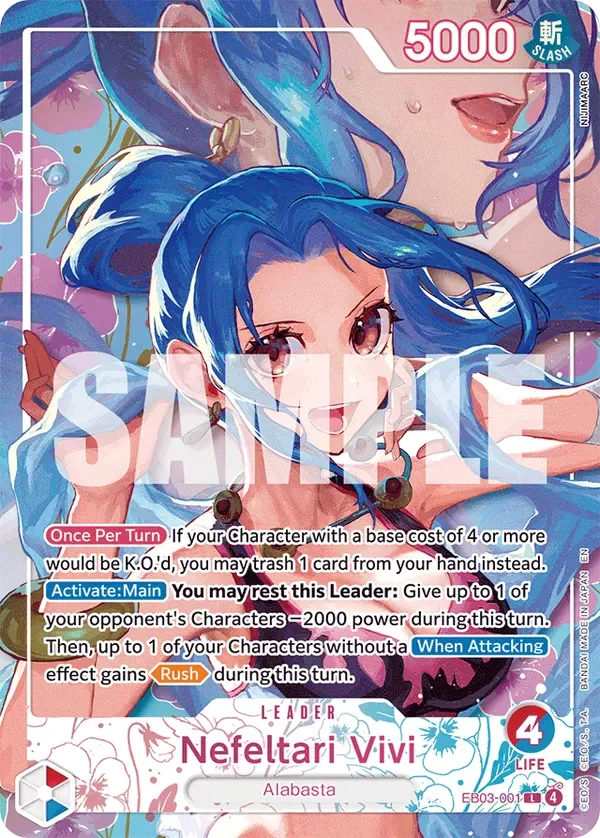 5000
斬
SLASH
NIJIMAARC
SAMPLE
Once Per Turn If your Character with a base cost of 4 or more
would be K.O.'d, you may trash 1 card from your hand instead.
Activate:Main You may rest this Leader: Give up to 1 of
your opponent's Characters −2000 power during this turn.
Then, up to 1 of your Characters without a When Attacking
effect gains Rush during this turn.
LEADER
Nefeltari Vivi
Alabasta
4
LIFE
EB03-001 L 4
©E.O/S ©E.O/S., T.A. BANDAI MADE IN JAPAN EN